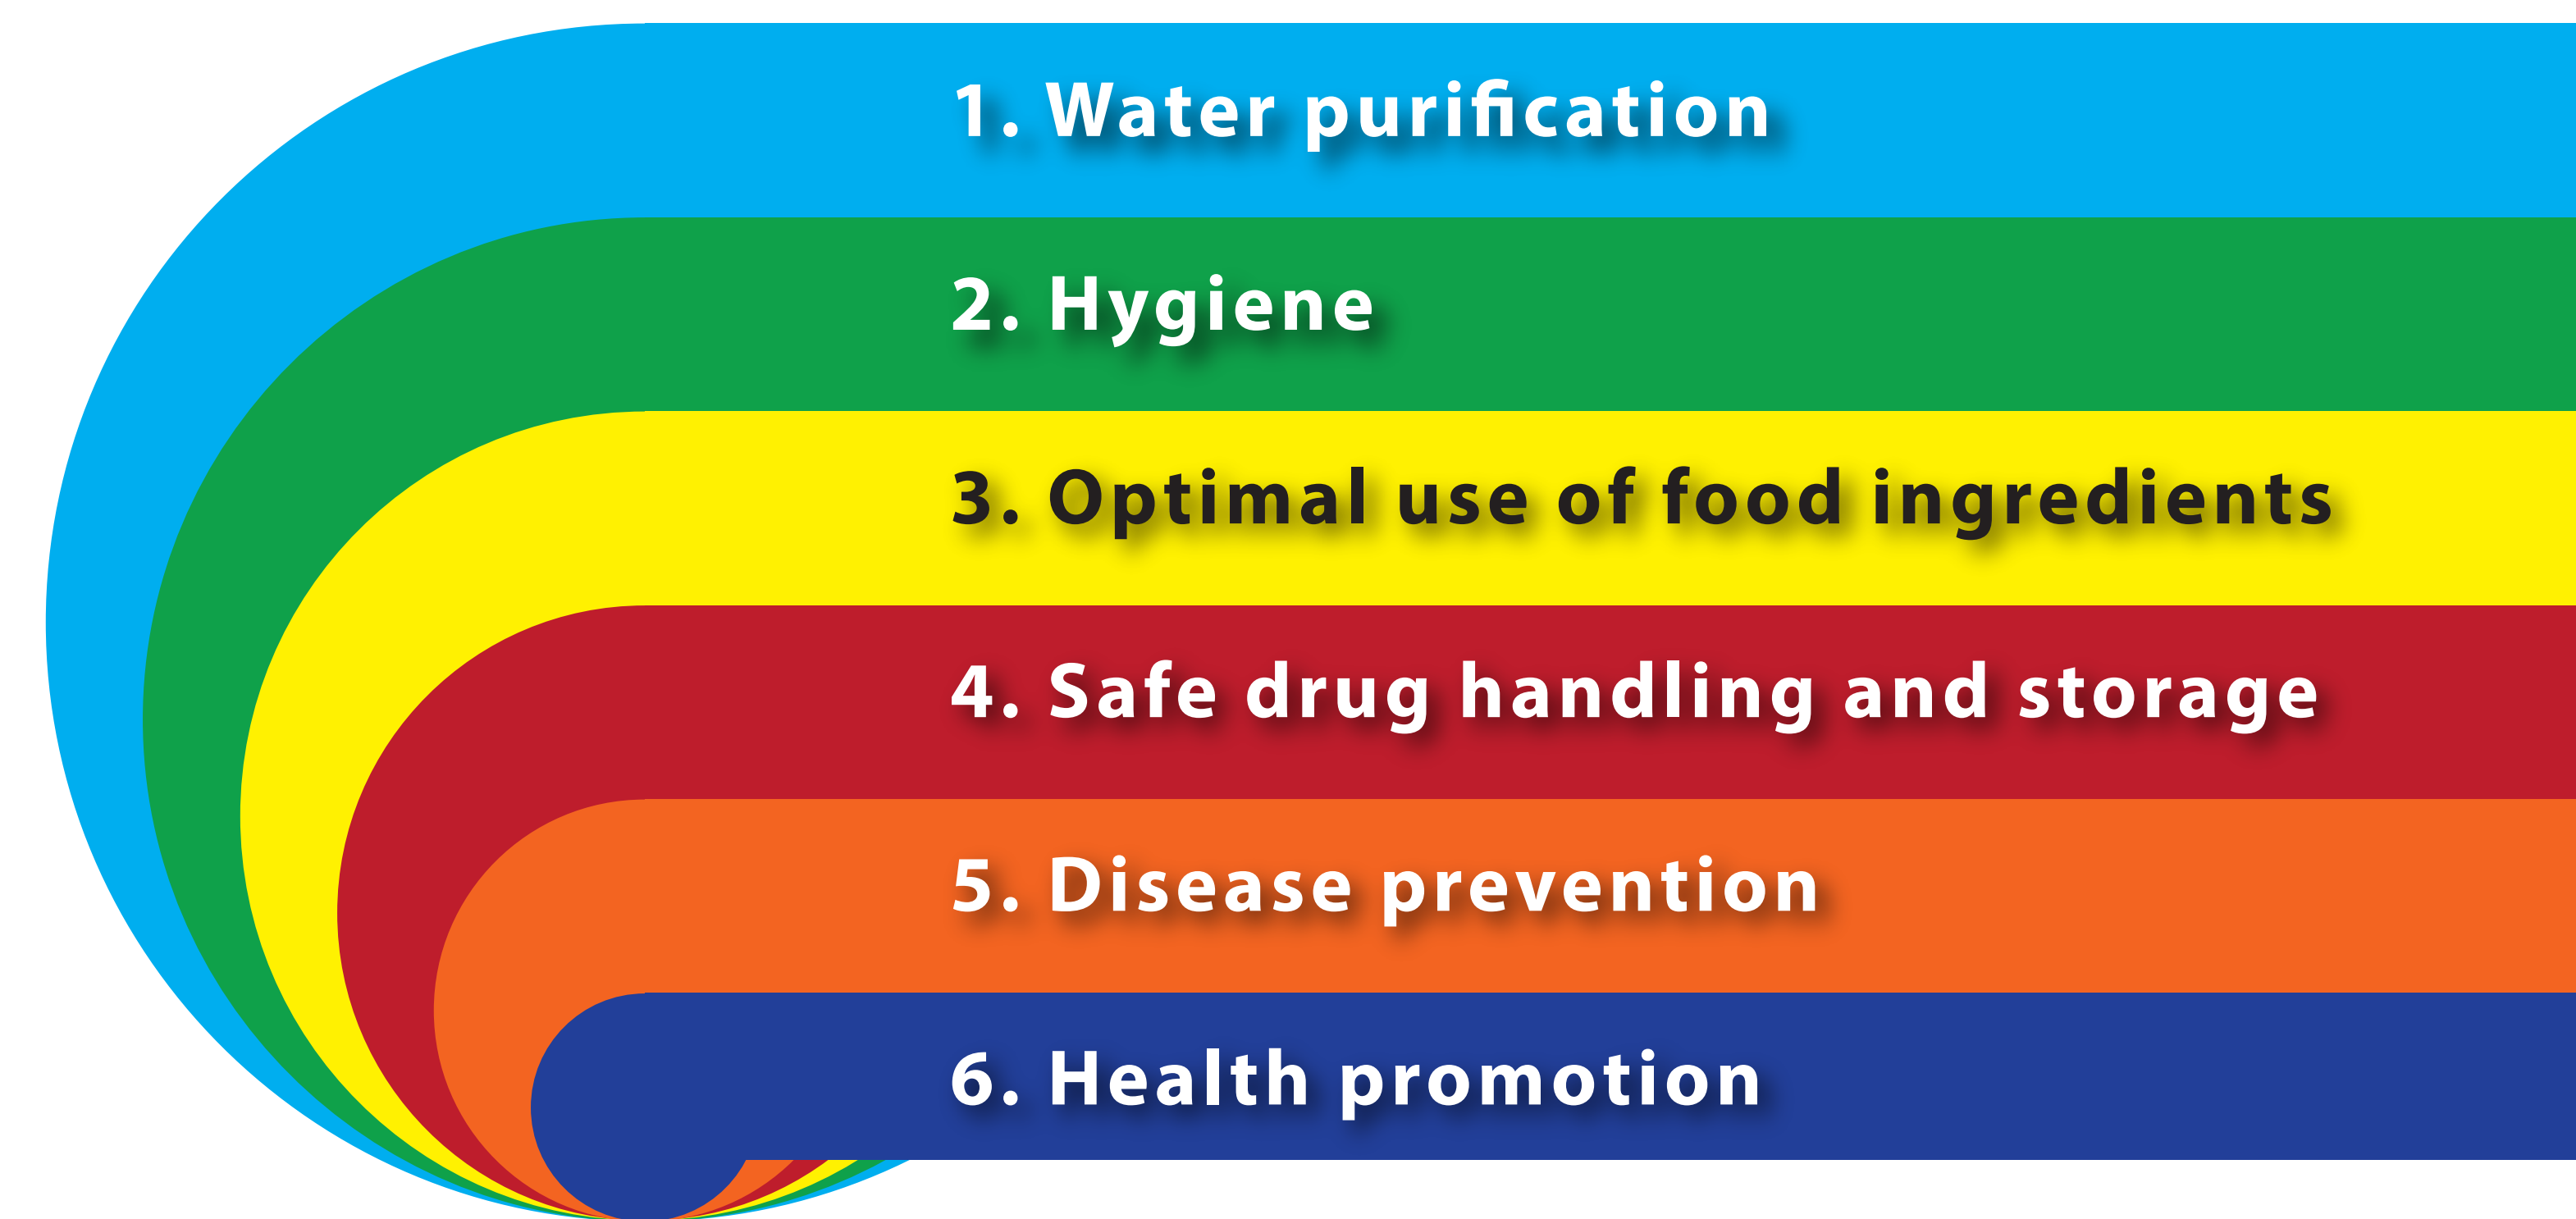 1. Water purification
2. Hygiene
3. Optimal use of food ingredients
4. Safe drug handling and storage
5. Disease prevention
6. Health promotion